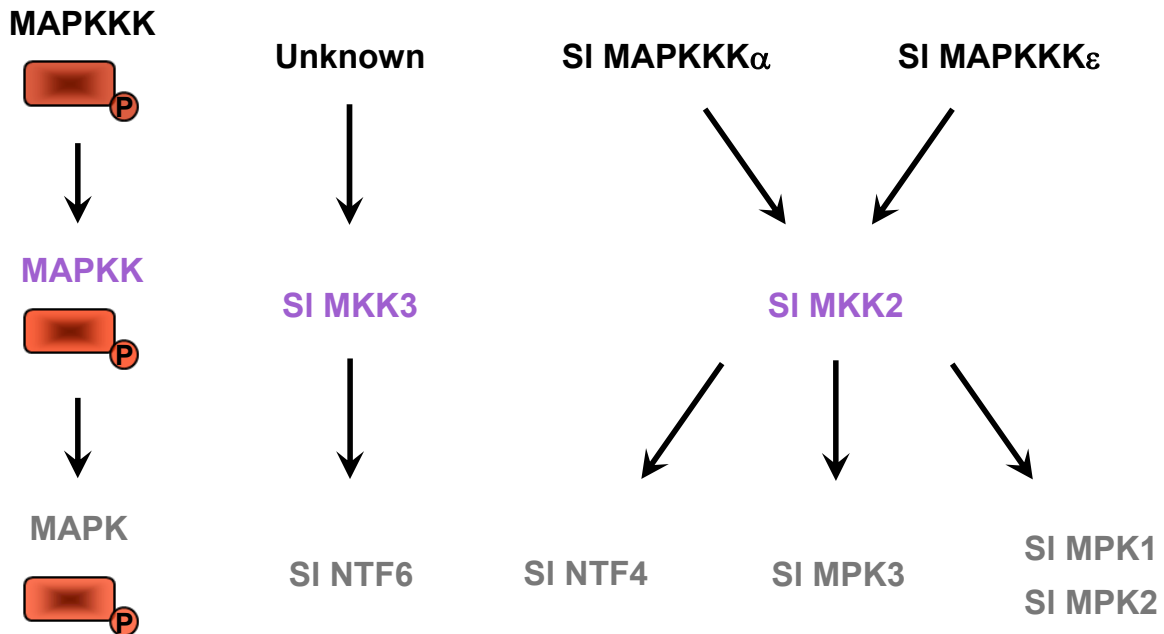 MAPKKK
Unknown
Sl MAPKKKα
Sl MAPKKKε
P
MAPKK
Sl MKK3
Sl MKK2
P
MAPK
Sl NTF6
Sl NTF4
Sl MPK3
Sl MPK1
Sl MPK2
P